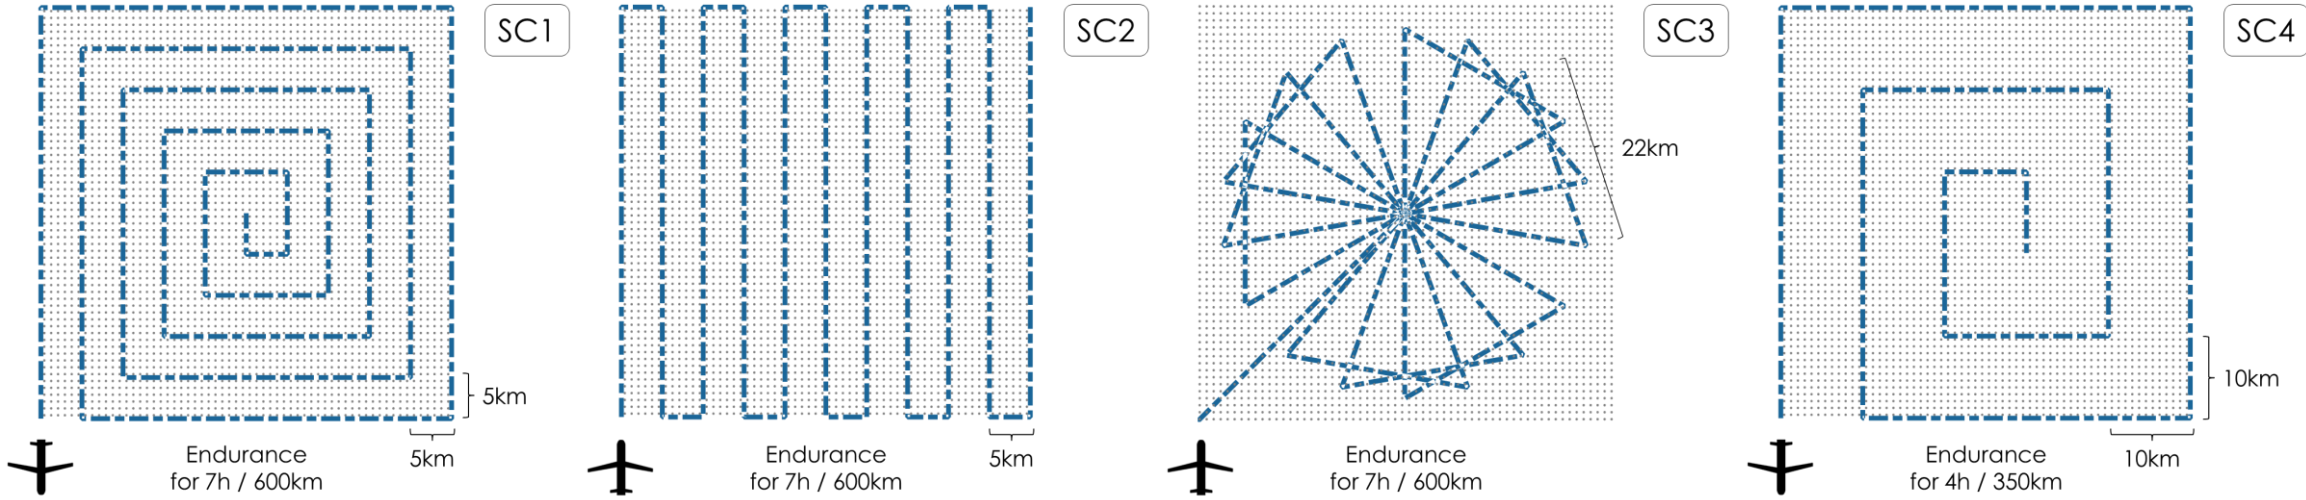 SC1
5km
5km
Endurance
for 7h / 600km
SC2
5km
Endurance
for 7h / 600km
SC3
22km
Endurance
for 7h / 600km
SC4
10km
10km
Endurance
for 4h / 350km